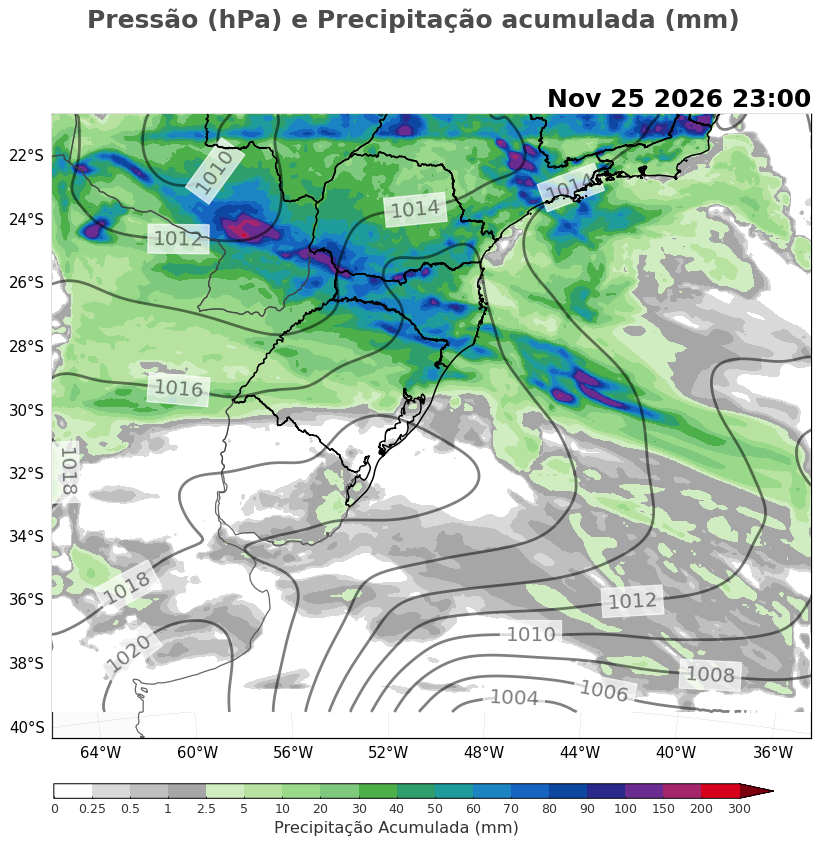 Pressão (hPa) e Precipitação acumulada (mm)
Nov 25 2026 23:00
22°S
24°S
26°S
28°S
30°S
32°S
34°S
36°S
38°S
40°S
1010
1014
1014
1012
1016
1018
1018
1020
1012
1010
1008
1006
1004
64°W 60°W 56°W 52°W 48°W 44°W 40°W 36°W
0 0.25 0.5 1 2.5 5 10 20 30 40 50 60 70 80 90 100 150 200 300
Precipitação Acumulada (mm)